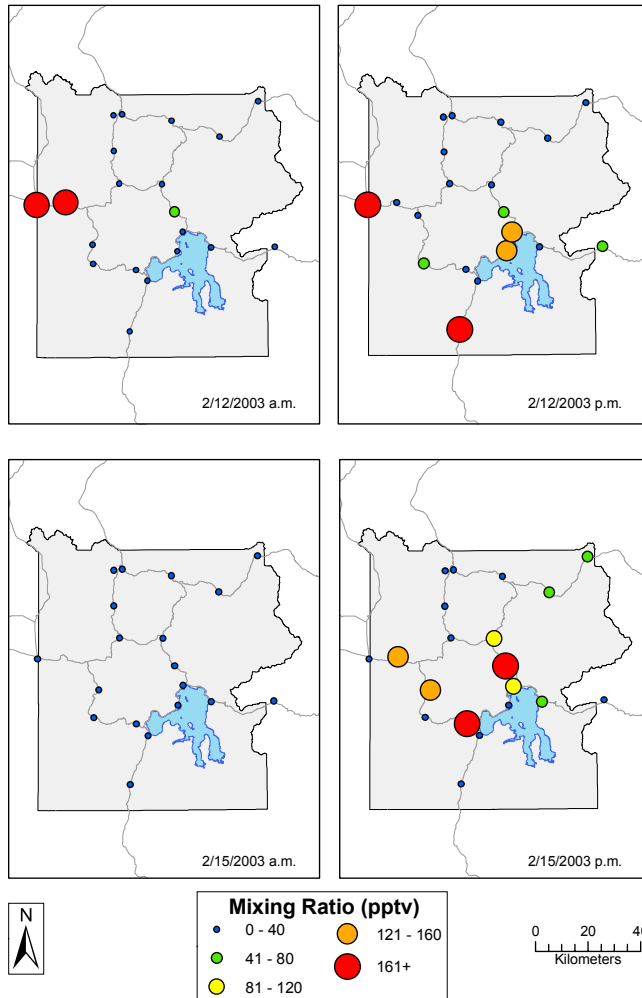 2/12/2003 a.m.
2/12/2003 p.m.
2/15/2003 a.m.
2/15/2003 p.m.
N
Mixing Ratio (pptv)
0 - 40
121 - 160
41 - 80
161+
81 - 120
0 20 40
Kilometers